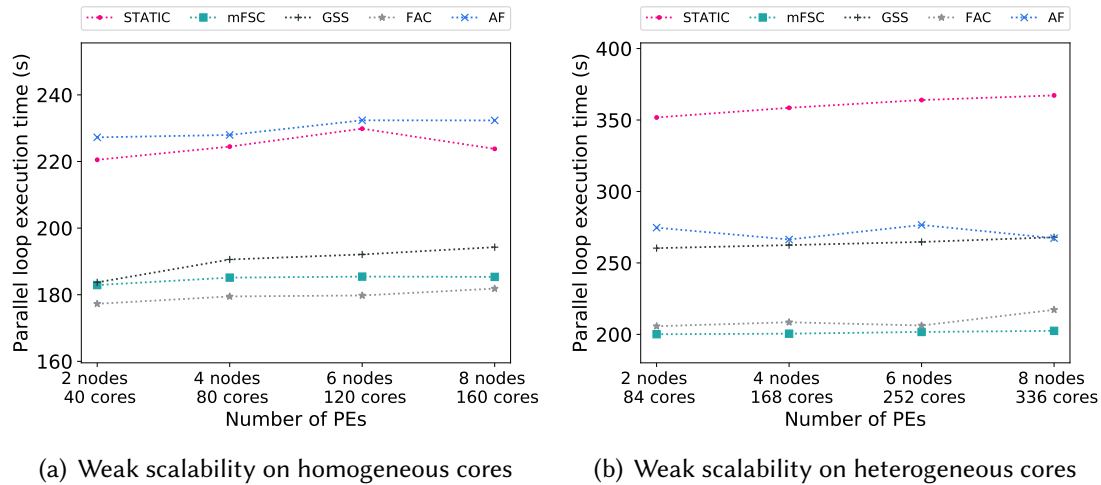 STATIC mFSC GSS FAC AF
Parallel loop execution time (s)
240
220
200
180
160
2 nodes 4 nodes 6 nodes 8 nodes
40 cores 80 cores 120 cores 160 cores
Number of PEs
(a) Weak scalability on homogeneous cores
STATIC mFSC GSS FAC AF
Parallel loop execution time (s)
400
350
300
250
200
2 nodes 4 nodes 6 nodes 8 nodes
84 cores 168 cores 252 cores 336 cores
Number of PEs
(b) Weak scalability on heterogeneous cores